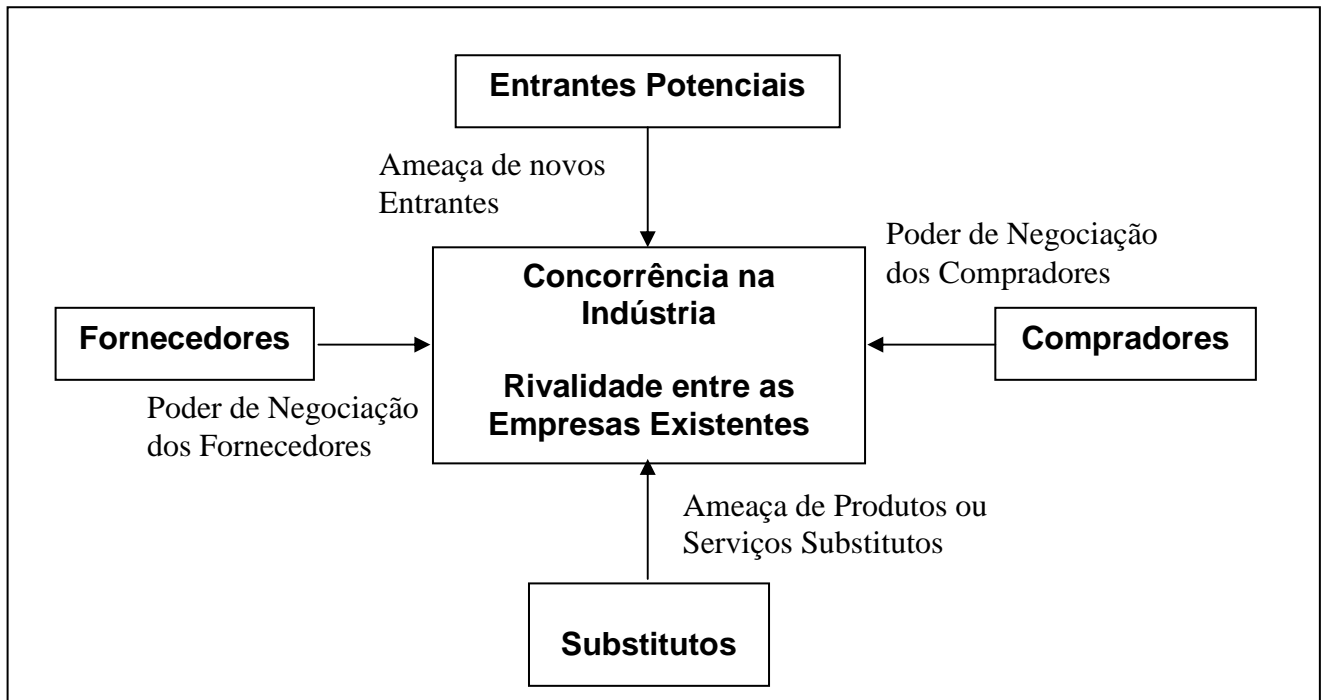 Entrantes Potenciais
Ameaça de novos
Entrantes
Poder de Negociação
dos Compradores
Concorrência na
Indústria
Rivalidade entre as
Empresas Existentes
Fornecedores
Compradores
Poder de Negociação
dos Fornecedores
Ameaça de Produtos ou
Serviços Substitutos
Substitutos